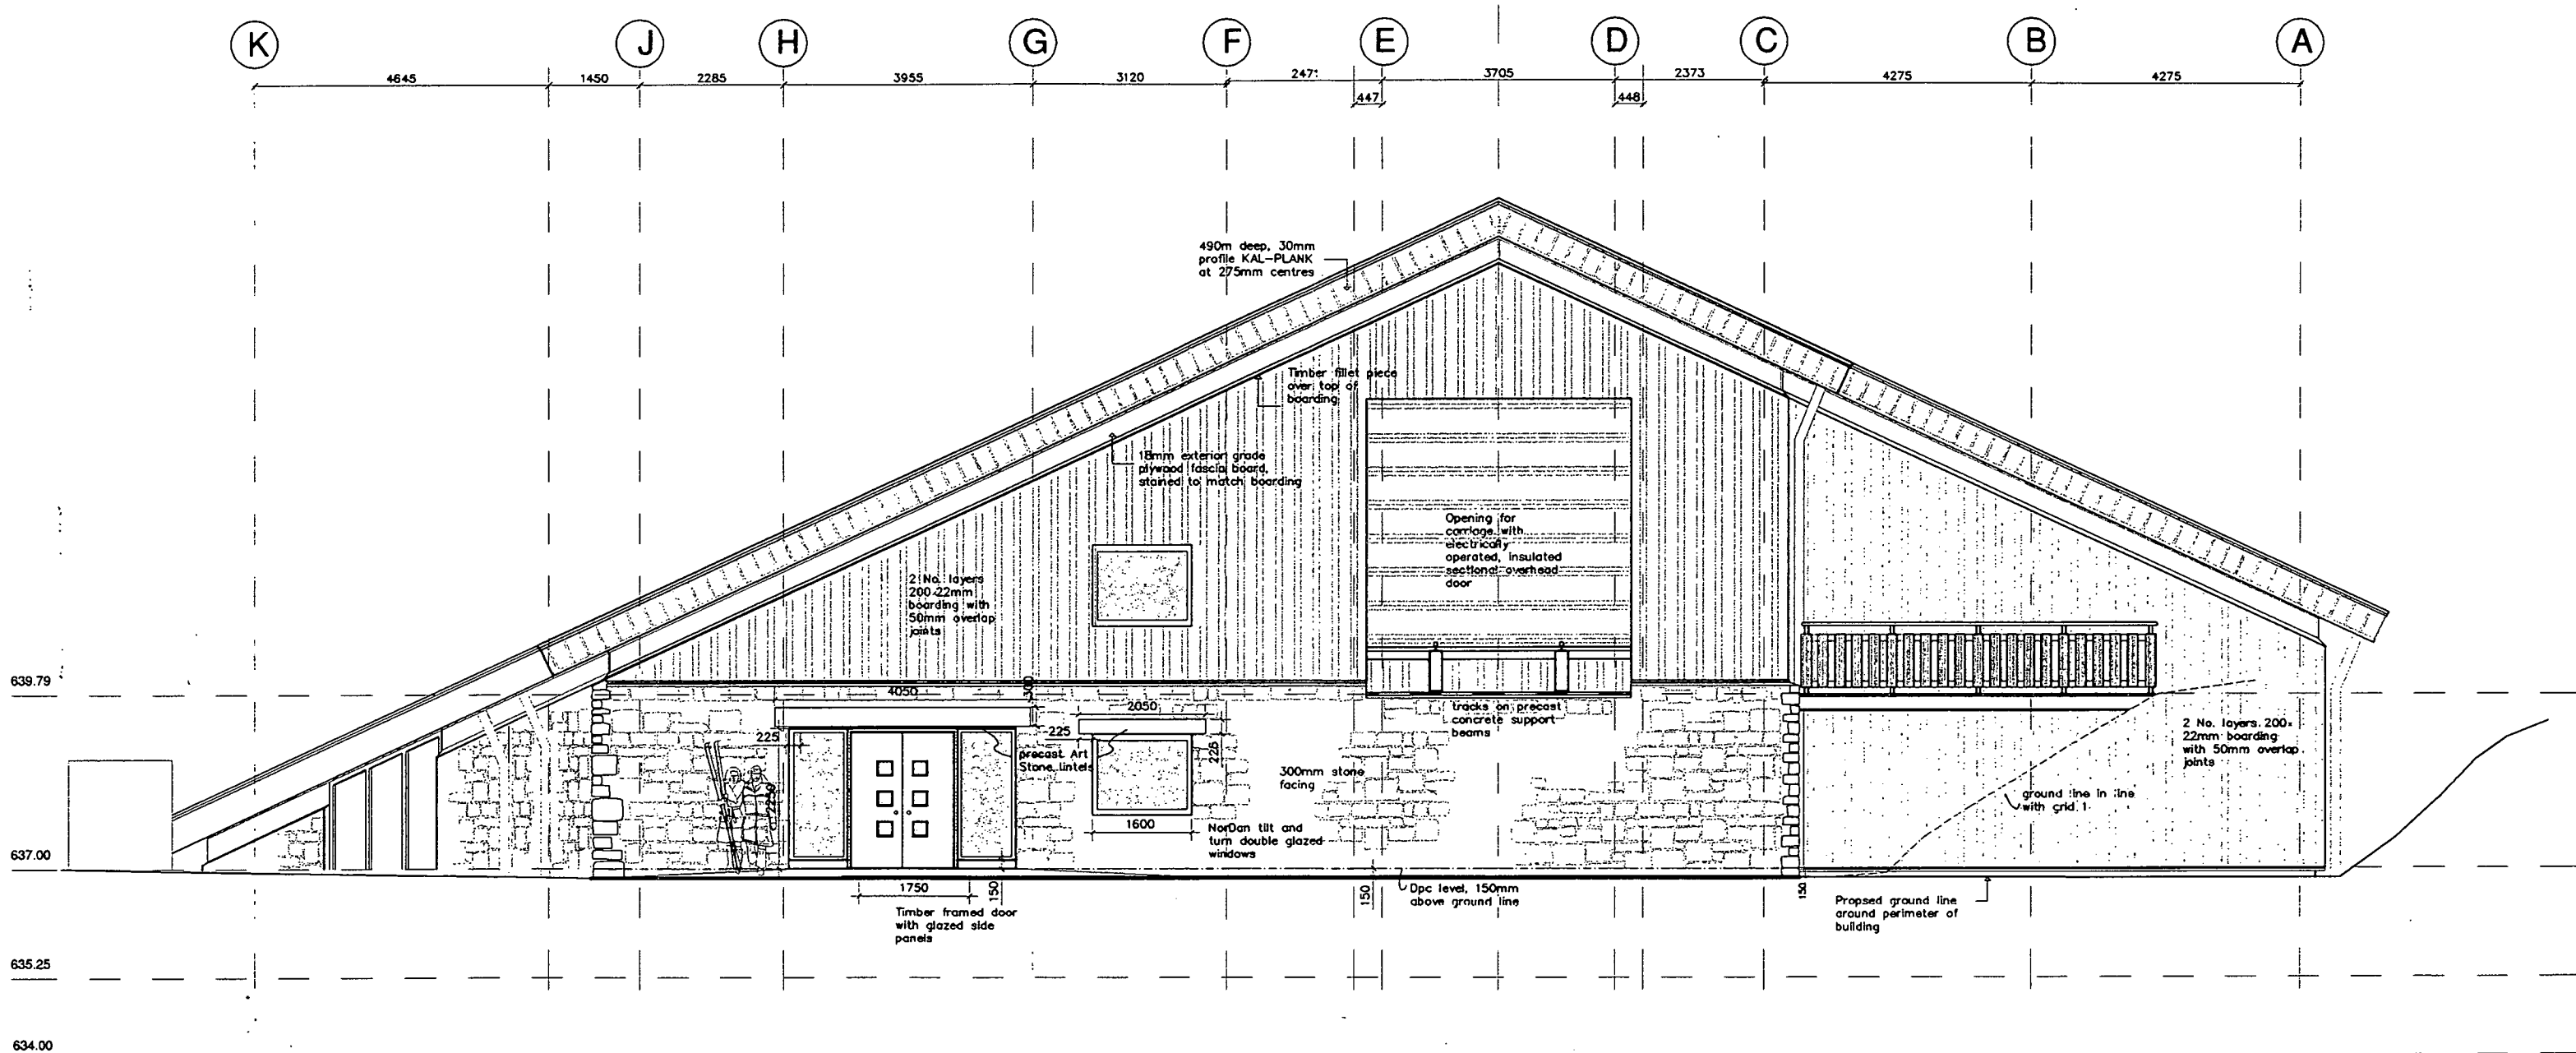 K J H G F E D C B A
4645 1450 2285 3955 3120 3705 2373 4275 4275
447 448
490m deep, 30mm
profile KAL-PLANK
at 275mm centres
Timber fillet piece
over top of
boarding
18mm exterior grade
plywood fascia board,
stained to match boarding
Opening for
carriage with
electrically
operated, insulated
sectional overhead
door
2 No. layers
200x22mm
boarding with
50mm overlap
joints
639.79
4050
300
2050
225
225
225
tracks on precast
concrete support
beams
precast Art
Stone lintels
2 No. layers 200x
22mm boarding
with 50mm overlap
joints
300mm stone
facing
ground line in line
with grid 1
1600
NorDan tilt and
turn double glazed
windows
637.00
1750
150
150
150
Dpc level, 150mm
above ground line
Timber framed door
with glazed side
panels
Propsed ground line
around perimeter of
building
635.25
634.00